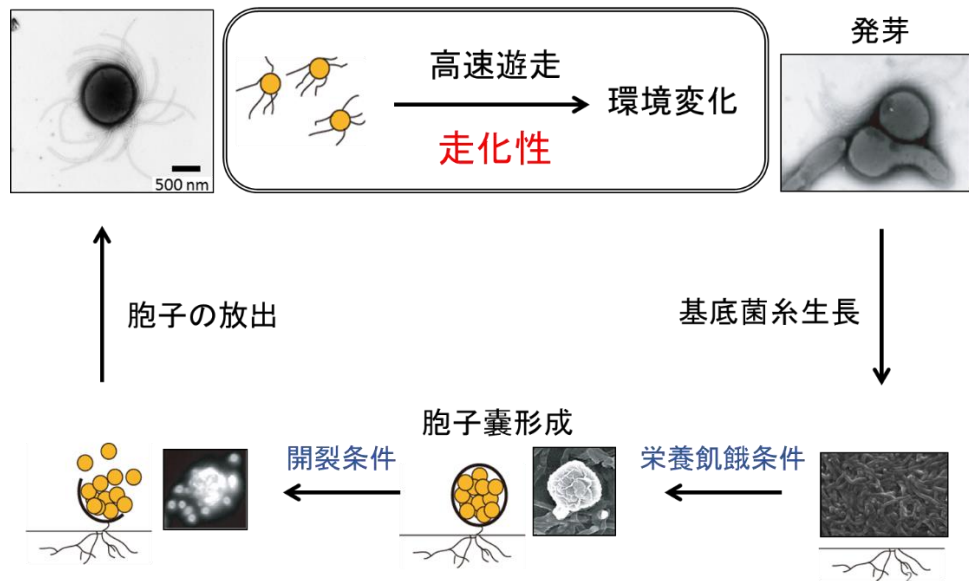 発芽
高速遊走
走化性
環境変化
500 nm
胞子の放出
基底菌糸生長
胞子嚢形成
開裂条件
栄養飢餓条件